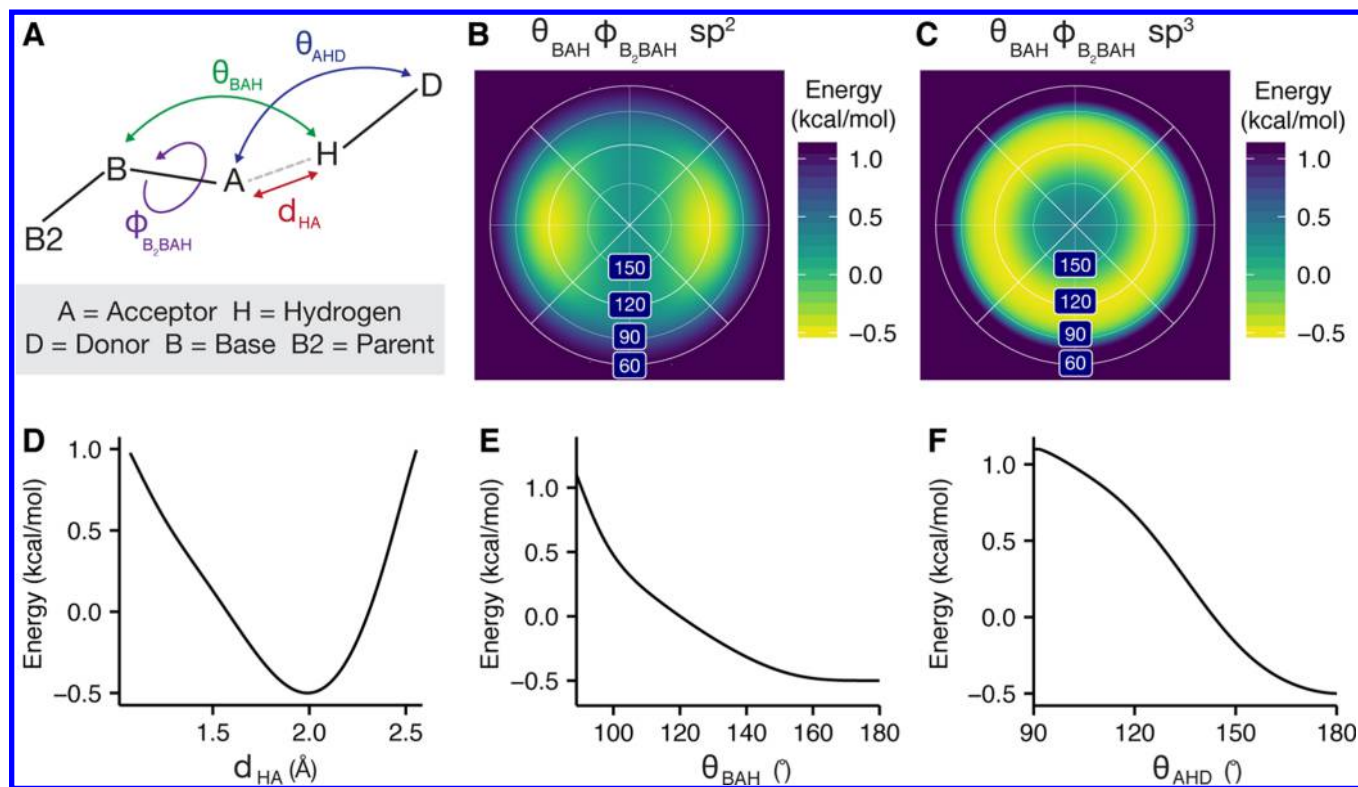 A
θAHD
θBAH
D
H
B
A
dHA
B2
ϕB2BAH
A = Acceptor H = Hydrogen
D = Donor B = Base B2 = Parent
B
θBAH ϕB2BAH sp2
Energy
(kcal/mol)
1.0
0.5
0.0
−0.5
150
120
90
60
C
θBAH ϕB2BAH sp3
Energy
(kcal/mol)
1.0
0.5
0.0
−0.5
150
120
90
60
D
Energy (kcal/mol)
1.0
0.5
0.0
−0.5
1.5 2.0 2.5
dHA (Å)
E
Energy (kcal/mol)
1.0
0.5
0.0
−0.5
100 120 140 160 180
θBAH (°)
F
Energy (kcal/mol)
1.0
0.5
0.0
−0.5
90 120 150 180
θAHD (°)